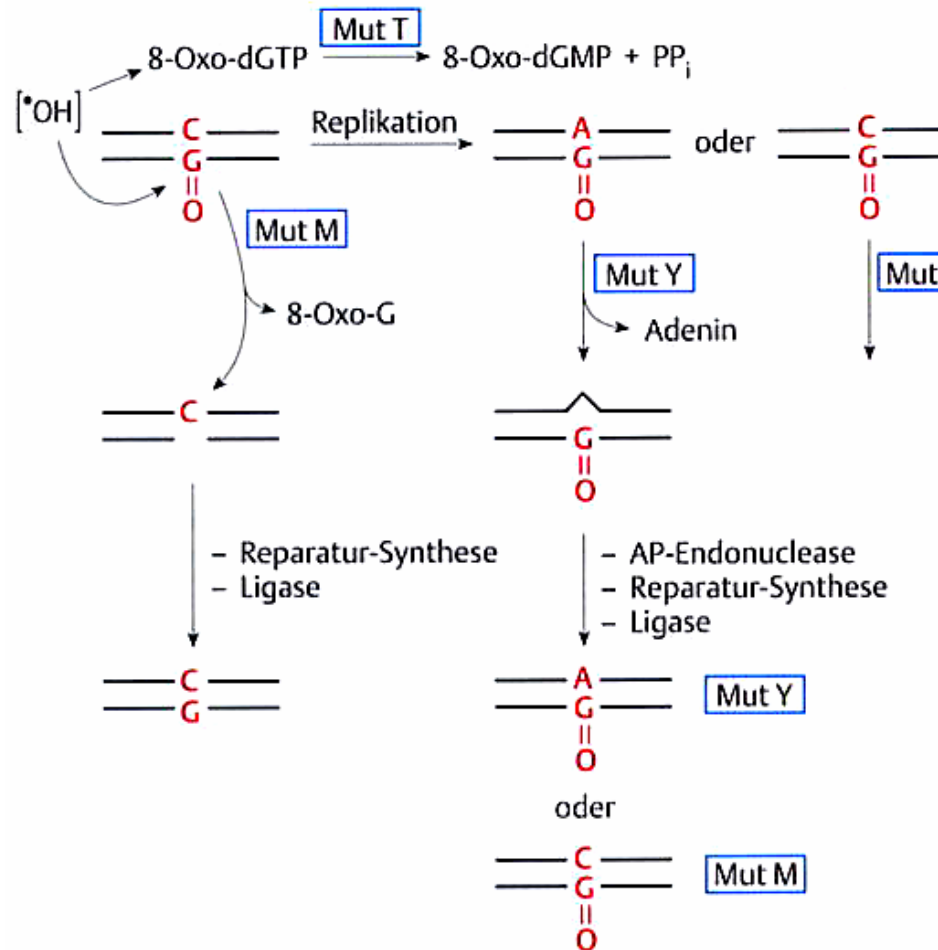 8-Oxo-dGTP Mut T 8-Oxo-dGMP + PPi
[•OH]
C Replikation A oder C
G G G
O O O
Mut M Mut Y Mut
8-Oxo-G Adenin
C
G
O
– Reparatur-Synthese
– Ligase
– AP-Endonuclease
– Reparatur-Synthese
– Ligase
C
G
A Mut Y
G
O
oder
C Mut M
G
O